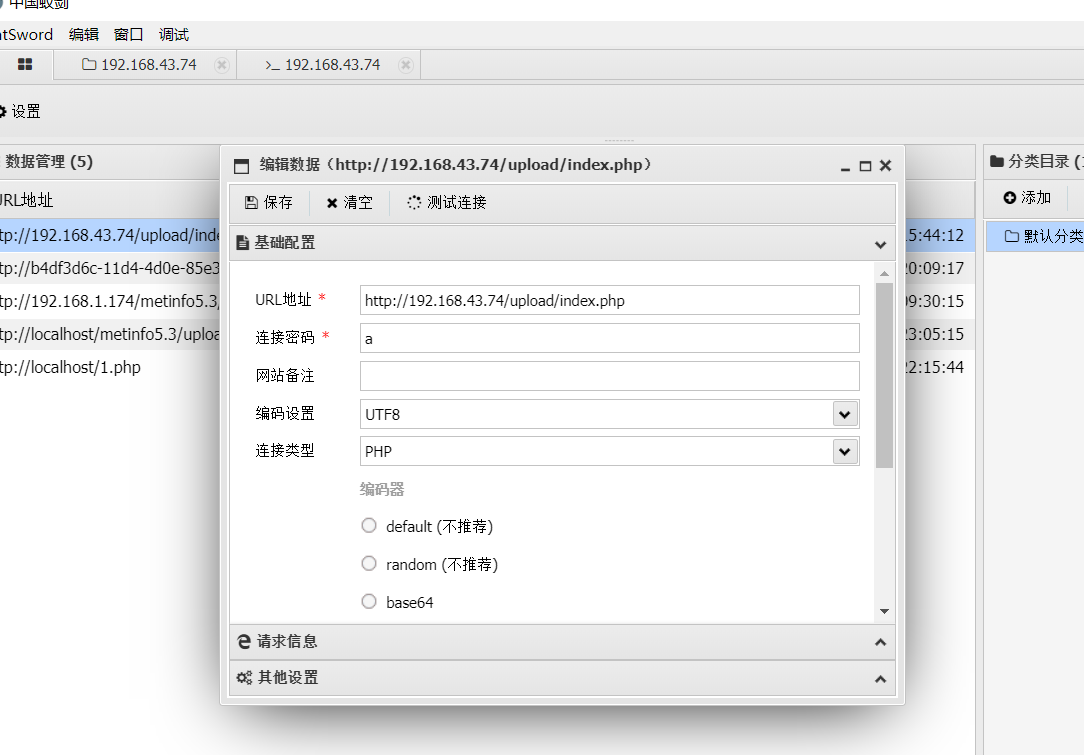 中国蚁剑
ntSword 编辑 窗口 调试
192.168.43.74 >_ 192.168.43.74
设置
数据管理 (5)
分类目录 (1
URL地址
添加
tp://192.168.43.74/upload/inde 5:44:12
默认分类
tp://b4df3d6c-11d4-4d0e-85e3 20:09:17
tp://192.168.1.174/metinfo5.3/ 09:30:15
tp://localhost/metinfo5.3/uploa 23:05:15
tp://localhost/1.php 22:15:44
编辑数据（http://192.168.43.74/upload/index.php）
保存 清空 测试连接
基础配置
URL地址 * http://192.168.43.74/upload/index.php
连接密码 * a
网站备注
编码设置 UTF8
连接类型 PHP
编码器
default (不推荐)
random (不推荐)
base64
请求信息
其他设置